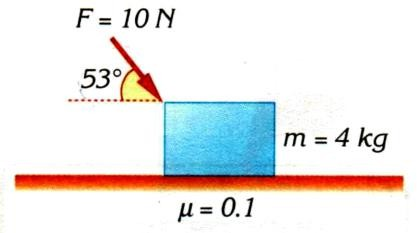 F = 10 N
53°
m = 4 kg
μ = 0.1